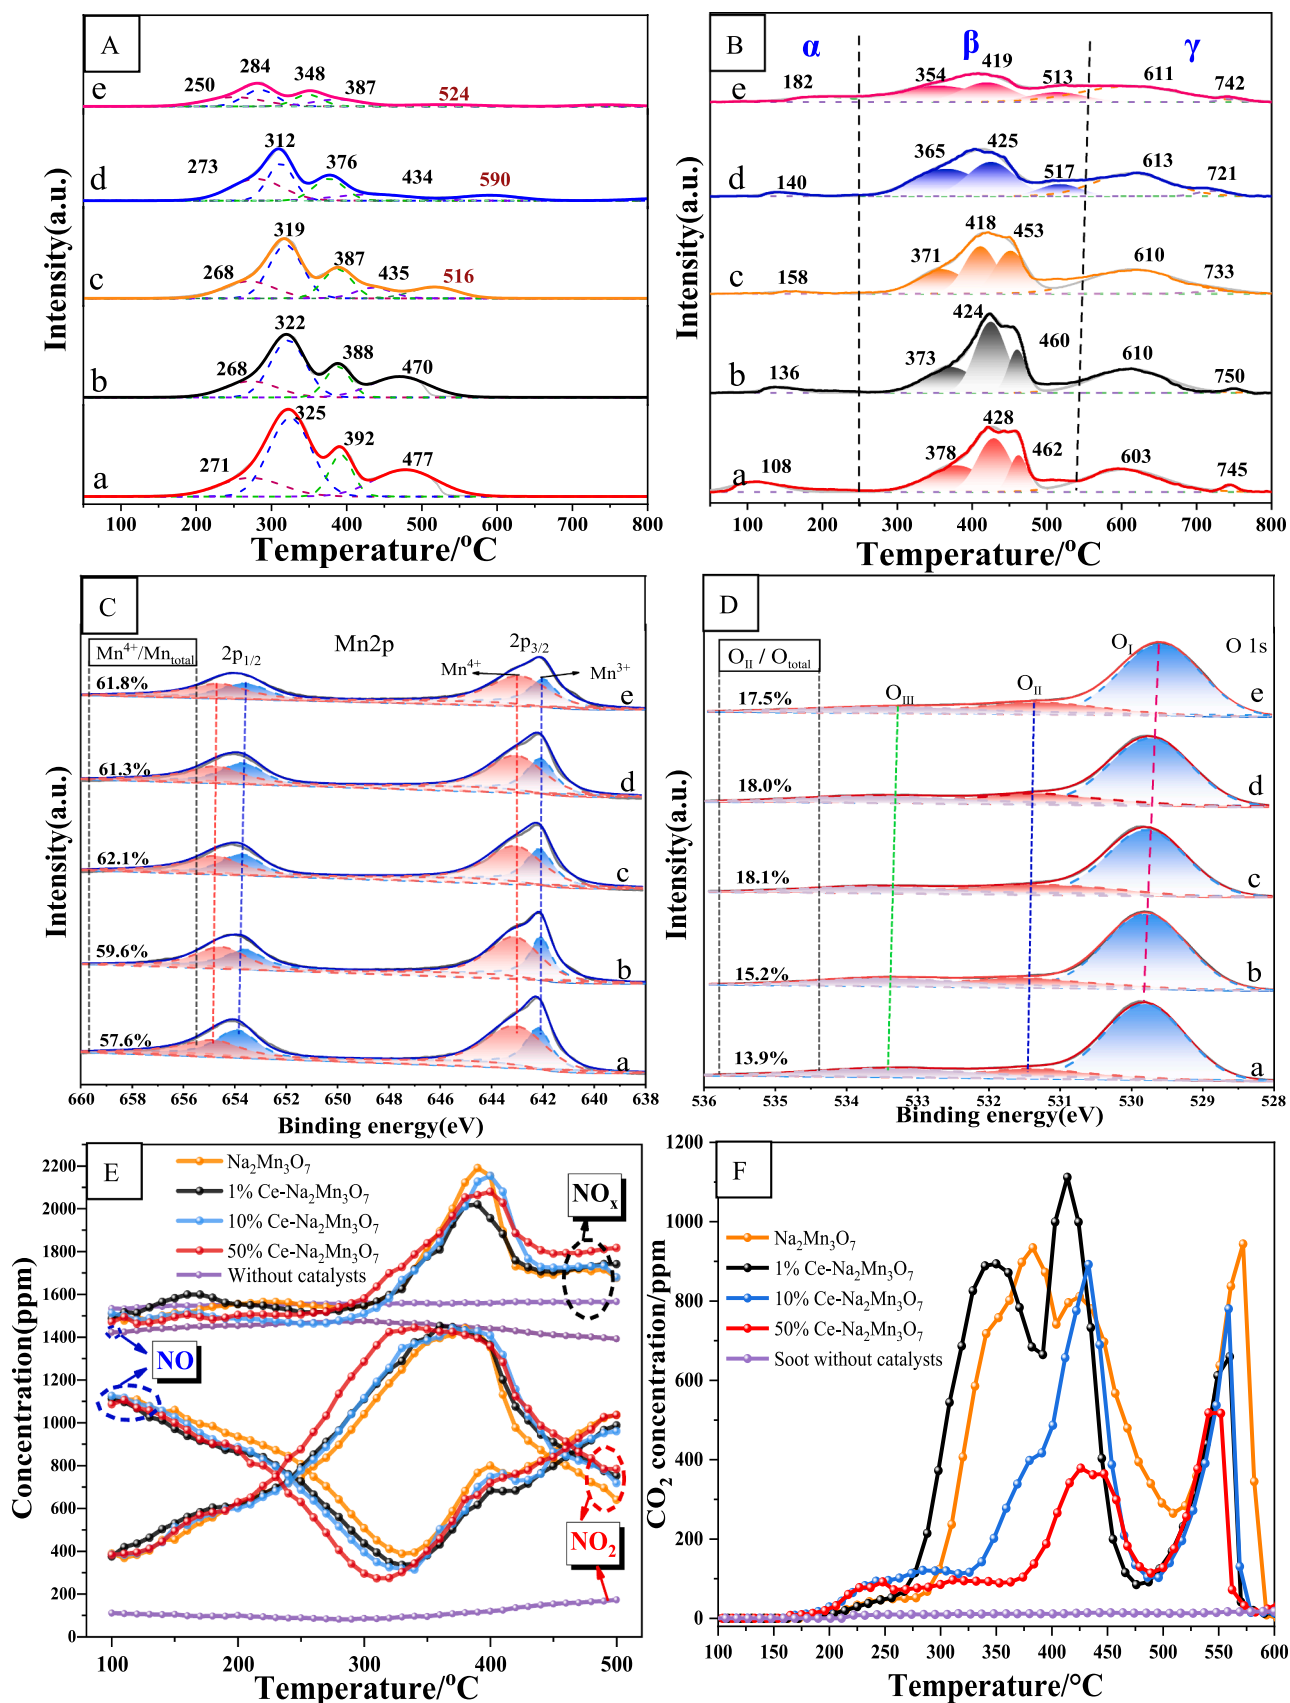 A
e
250
284
348
387
524
d
273
312
376
434
590
c
268
319
387
435
516
b
268
322
388
470
a
271
325
392
477
Intensity(a.u.)
100 200 300 400 500 600 700 800
Temperature/°C
B
α β γ
e
182
354
419
513
611
742
d
140
365
425
517
613
721
c
158
371
418
453
610
733
b
136
373
424
460
610
750
a
108
378
428
462
603
745
Intensity(a.u.)
100 200 300 400 500 600 700 800
Temperature/°C
C
Mn⁴⁺/Mn_total
2p_1/2
Mn2p
2p_3/2
Mn⁴⁺
Mn³⁺
61.8%
e
61.3%
d
62.1%
c
59.6%
b
57.6%
a
Intensity(a.u.)
660 658 656 654 652 650 648 646 644 642 640 638
Binding energy(eV)
D
O_II / O_total
O_III
O_II
O_I
O 1s
17.5%
e
18.0%
d
18.1%
c
15.2%
b
13.9%
a
Intensity(a.u.)
536 535 534 533 532 531 530 529 528
Binding energy(eV)
E
Na₂Mn₃O₇
1% Ce-Na₂Mn₃O₇
10% Ce-Na₂Mn₃O₇
50% Ce-Na₂Mn₃O₇
Without catalysts
NOₓ
NO
NO₂
Concentration(ppm)
2200
2000
1800
1600
1400
1200
1000
800
600
400
200
0
100 200 300 400 500
Temperature/°C
F
Na₂Mn₃O₇
1% Ce-Na₂Mn₃O₇
10% Ce-Na₂Mn₃O₇
50% Ce-Na₂Mn₃O₇
Soot without catalysts
CO₂ concentration/ppm
1200
1000
800
600
400
200
0
100 150 200 250 300 350 400 450 500 550 600
Temperature/°C